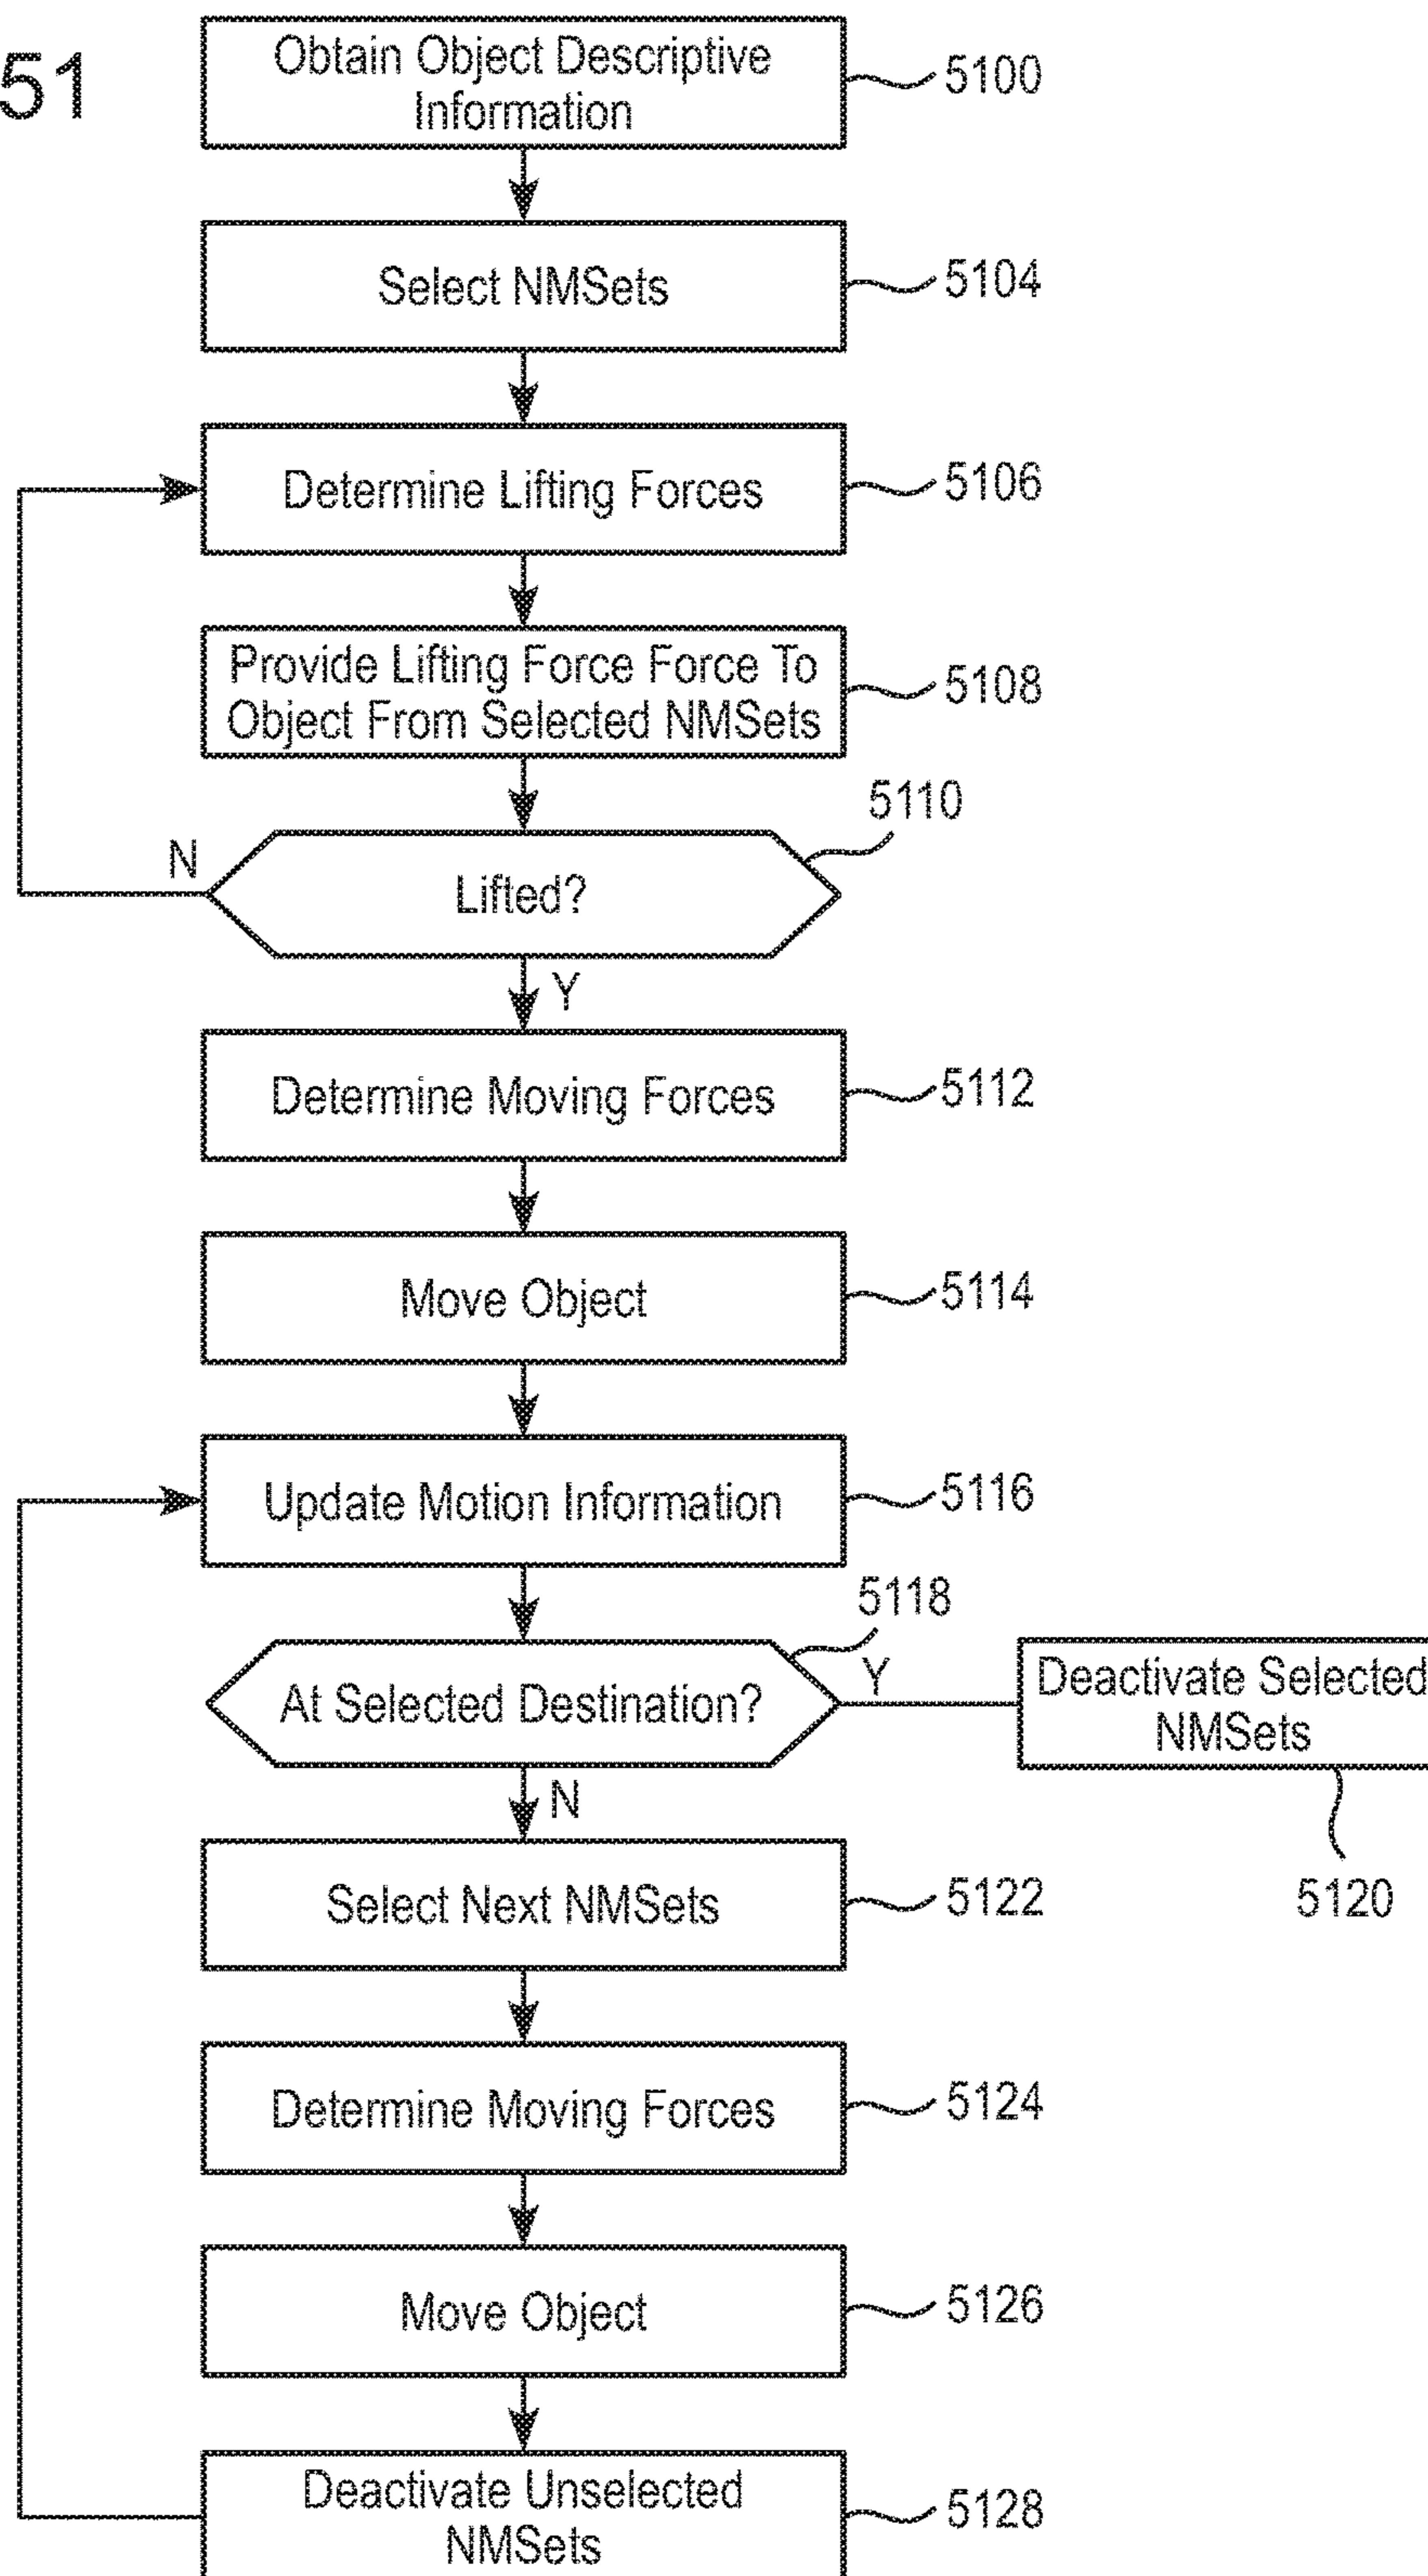 51
Obtain Object Descriptive
Information
5100
Select NMSets
5104
Determine Lifting Forces
5106
Provide Lifting Force Force To
Object From Selected NMSets
5108
5110
N
Lifted?
Y
Determine Moving Forces
5112
Move Object
5114
Update Motion Information
5116
5118
At Selected Destination?
Y
Deactivate Selected
NMSets
5120
N
Select Next NMSets
5122
Determine Moving Forces
5124
Move Object
5126
Deactivate Unselected
NMSets
5128